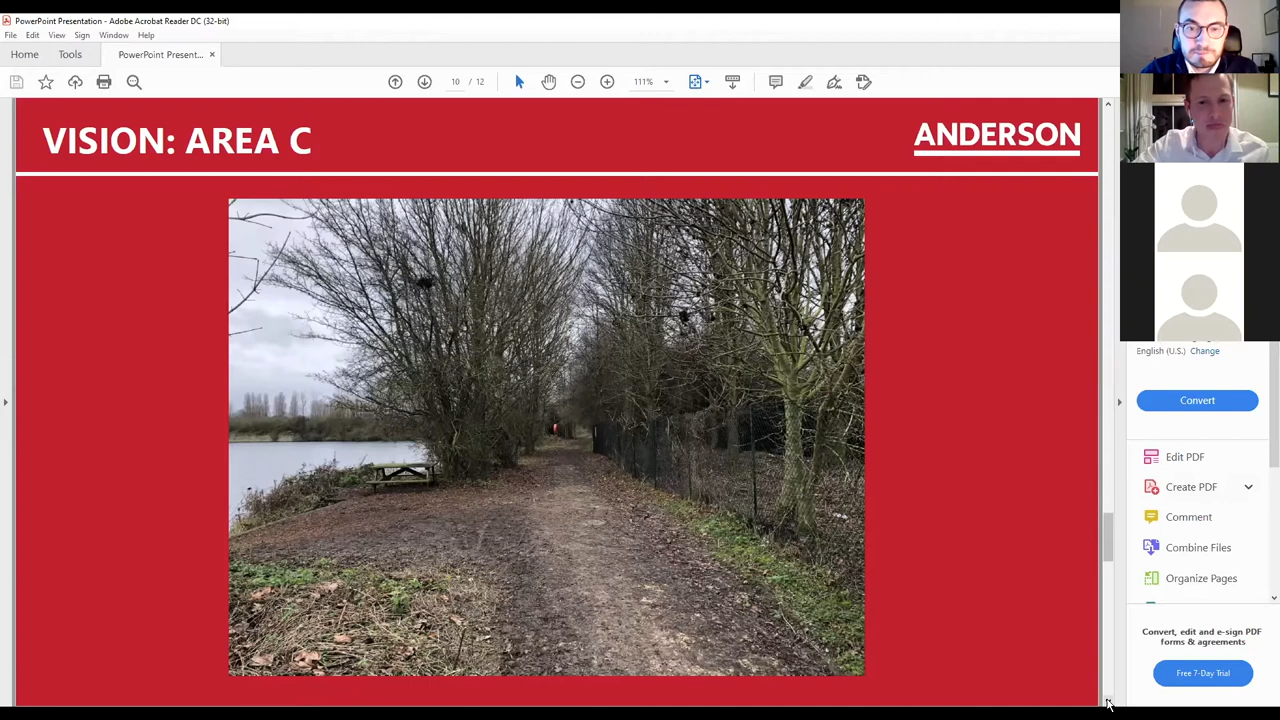 PowerPoint Presentation - Adobe Acrobat Reader DC (32-bit)
File Edit View Sign Window Help
Home Tools PowerPoint Present... ×
10 / 12 111%
VISION: AREA C
ANDERSON
English (U.S.) Change
Convert
Edit PDF
Create PDF
Comment
Combine Files
Organize Pages
Convert, edit and e-sign PDF
forms & agreements
Free 7-Day Trial